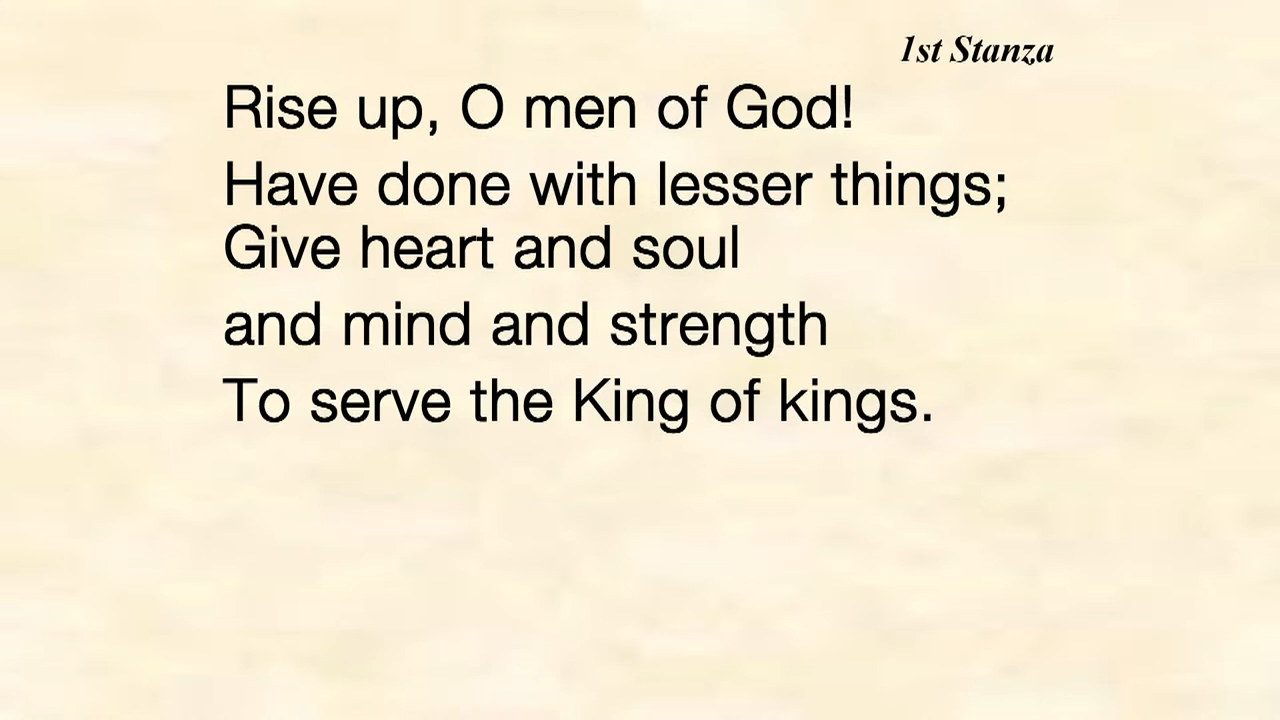 1st Stanza
Rise up, O men of God!
Have done with lesser things;
Give heart and soul
and mind and strength
To serve the King of kings.